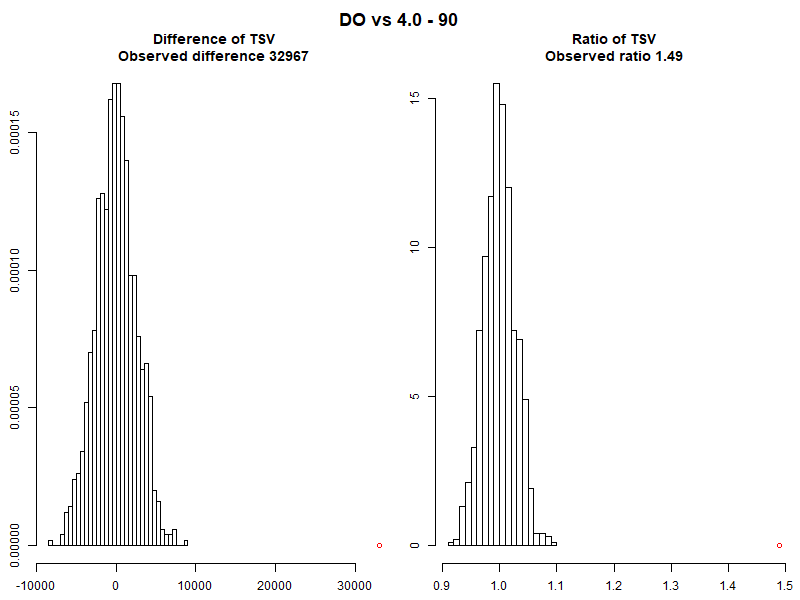 DO vs 4.0 - 90
Difference of TSV
Observed difference 32967
0.00015
0.00010
0.00005
0.00000
-10000 0 10000 20000 30000
Ratio of TSV
Observed ratio 1.49
15
10
5
0
0.9 1.0 1.1 1.2 1.3 1.4 1.5